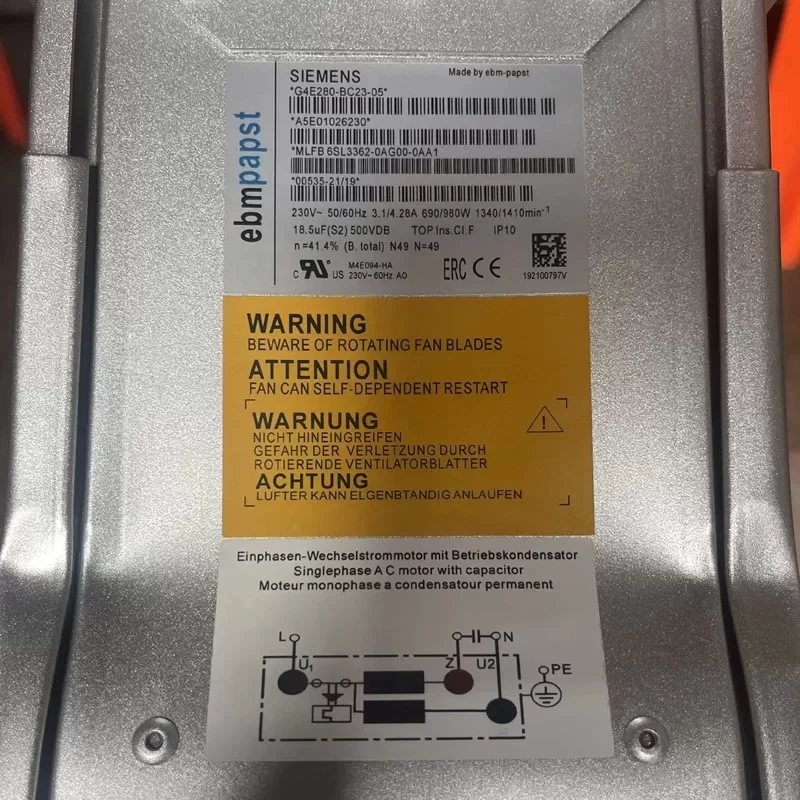 ebmpapst
SIEMENS
Made by ebm-papst
*G4E280-BC23-05*
*A5E01026230*
*MLFB 6SL3362-0AG00-0AA1
*00535-21/19*
230V~ 50/60Hz 3.1/4.28A 690/980W 1340/1410min-1
18.5uF(S2) 500VDB TOP Ins.Cl.F IP10
n=41.4% (B. total) N49 N=49
C RU US
M4E094-HA
230V~60Hz AO
ERC CE
192100797V
WARNING
BEWARE OF ROTATING FAN BLADES
ATTENTION
FAN CAN SELF-DEPENDENT RESTART
WARNUNG
NICHT HINEINGREIFEN
GEFAHR DER VERLETZUNG DURCH
ROTIERENDE VENTILATORBLATTER
ACHTUNG
LUFTER KANN ELGENBTANDIG ANLAUFEN
!
Einphasen-Wechselstrommotor mit Betriebskondensator
Singlephase A C motor with capacitor
Moteur monophase a condensatour permanent
L N
U1 Z U2 PE